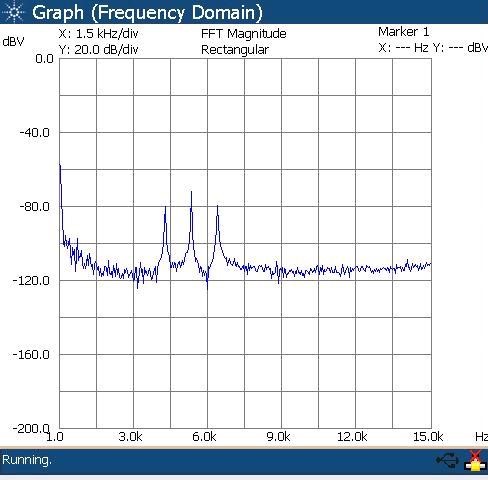 Graph (Frequency Domain)
dBV
X: 1.5 kHz/div
FFT Magnitude
Marker 1
Y: 20.0 dB/div
Rectangular
X: --- Hz Y: --- dBV
0.0
-40.0
-80.0
-120.0
-160.0
-200.0
1.0
3.0k
6.0k
9.0k
12.0k
15.0k
Hz
Running.